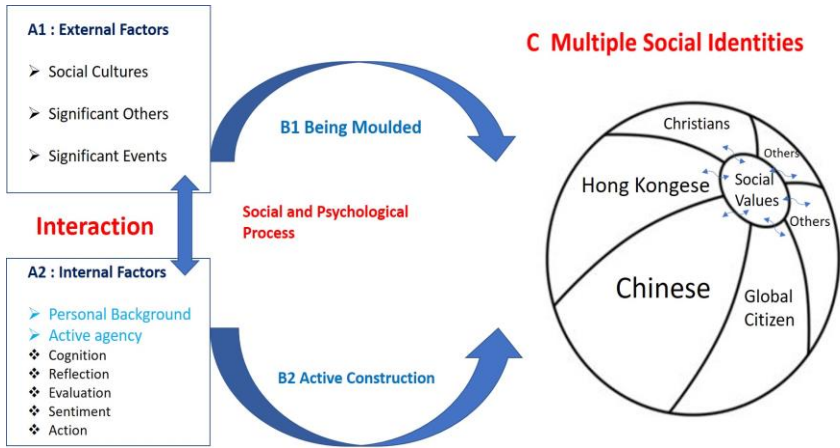 A1 : External Factors
➢ Social Cultures
➢ Significant Others
➢ Significant Events
Interaction
A2 : Internal Factors
➢ Personal Background
➢ Active agency
❖ Cognition
❖ Reflection
❖ Evaluation
❖ Sentiment
❖ Action
B1 Being Moulded
Social and Psychological
Process
B2 Active Construction
C Multiple Social Identities
Christians
Others
Hong Kongese
Social
Values
Others
Chinese
Global
Citizen